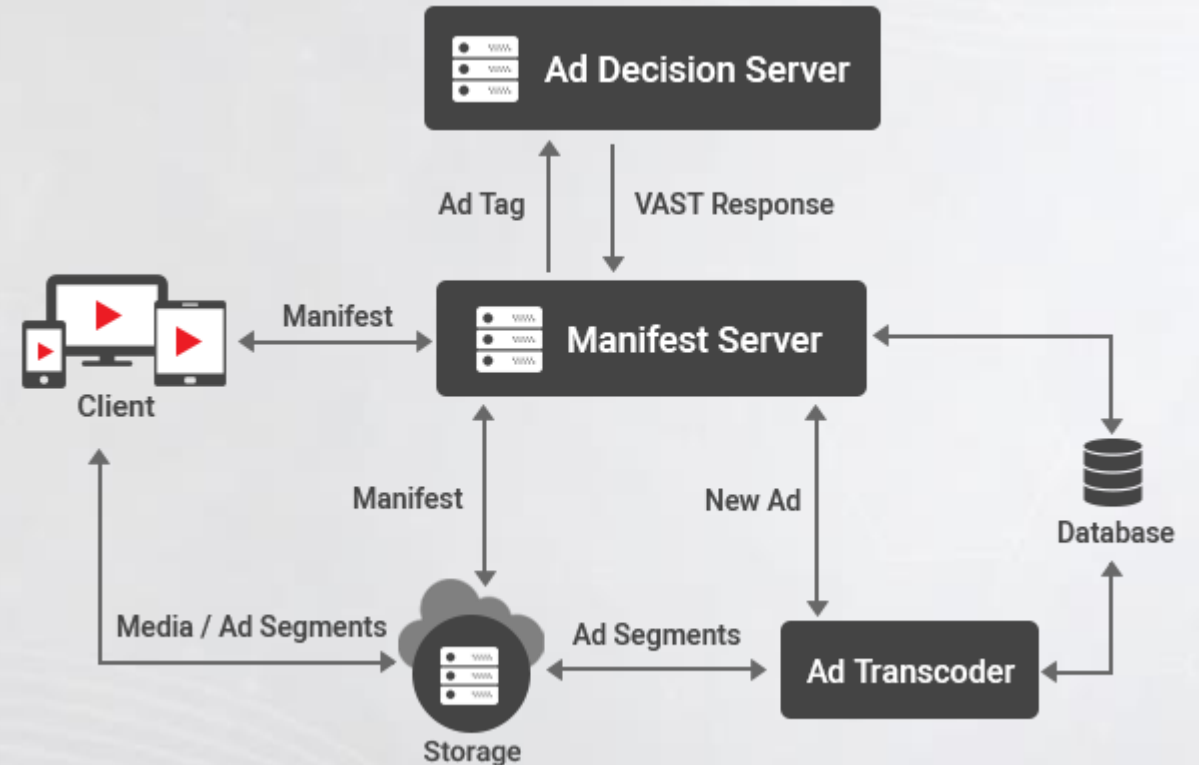 Ad Decision Server
Ad Tag
VAST Response
Manifest
Manifest Server
Client
Manifest
New Ad
Database
Media / Ad Segments
Ad Segments
Ad Transcoder
Storage